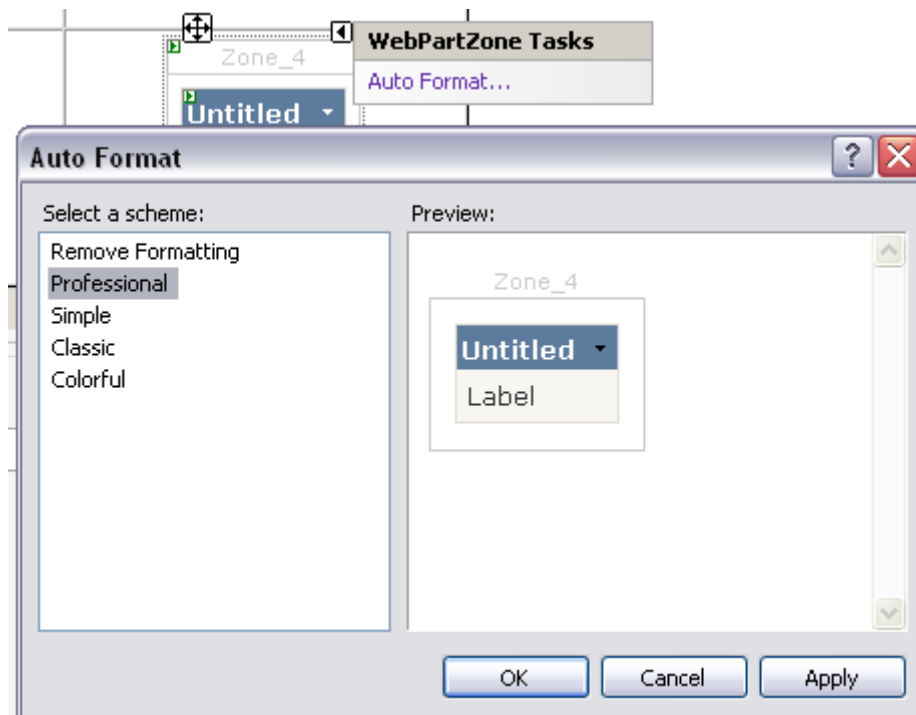 WebPartZone Tasks
Zone_4
Auto Format...
Untitled
Auto Format
Select a scheme:
Preview:
Remove Formatting
Professional
Simple
Classic
Colorful
Zone_4
Untitled
Label
OK
Cancel
Apply